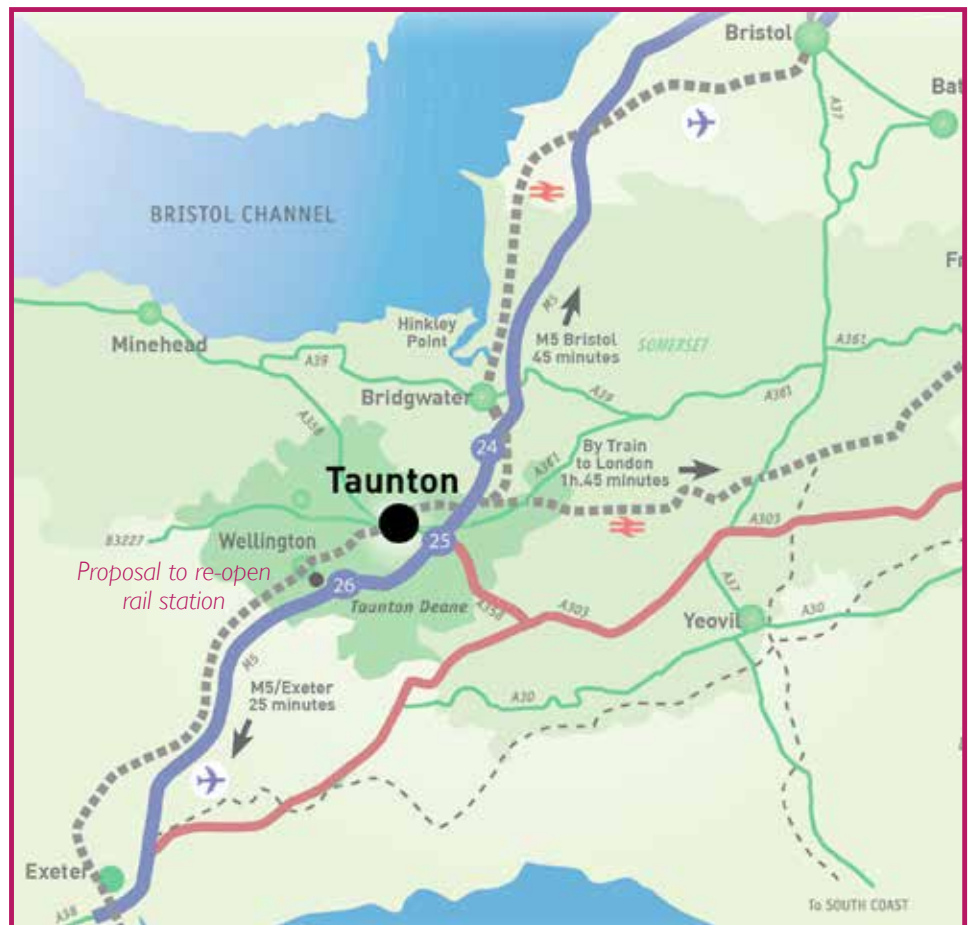 Bristol
Bat
A37
BRISTOL CHANNEL
M5
Fr
Hinkley
Point
M5 Bristol
45 minutes
SOMERSET
A361
Minehead
A39
Bridgwater
A39
A361
A358
24
By Train
to London
1h.45 minutes
A361
Taunton
A303
B3227
Wellington
25
Proposal to re-open
rail station
26
Taunton Deane
A358
A303
A37
A30
Yeovil
M5
M5/Exeter
25 minutes
A30
Exeter
A38
To SOUTH COAST